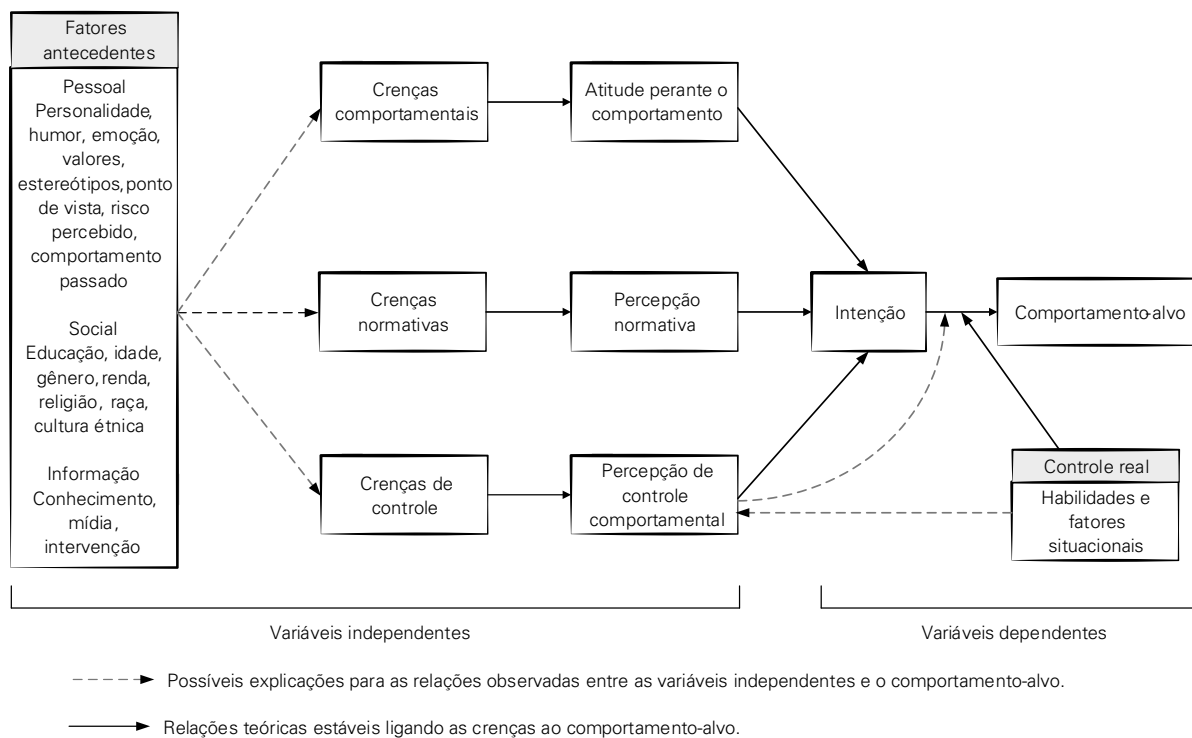 Fatores
antecedentes
Pessoal
Personalidade,
humor, emoção,
valores,
estereótipos, ponto
de vista, risco
percebido,
comportamento
passado
Social
Educação, idade,
gênero, renda,
religião, raça,
cultura étnica
Informação
Conhecimento,
mídia,
intervenção
Crenças
comportamentais
Atitude perante o
comportamento
Crenças
normativas
Percepção
normativa
Intenção
Comportamento-alvo
Crenças de
controle
Percepção de
controle
comportamental
Controle real
Habilidades e
fatores
situacionais
Variáveis independentes
Variáveis dependentes
Possíveis explicações para as relações observadas entre as variáveis independentes e o comportamento-alvo.
Relações teóricas estáveis ligando as crenças ao comportamento-alvo.